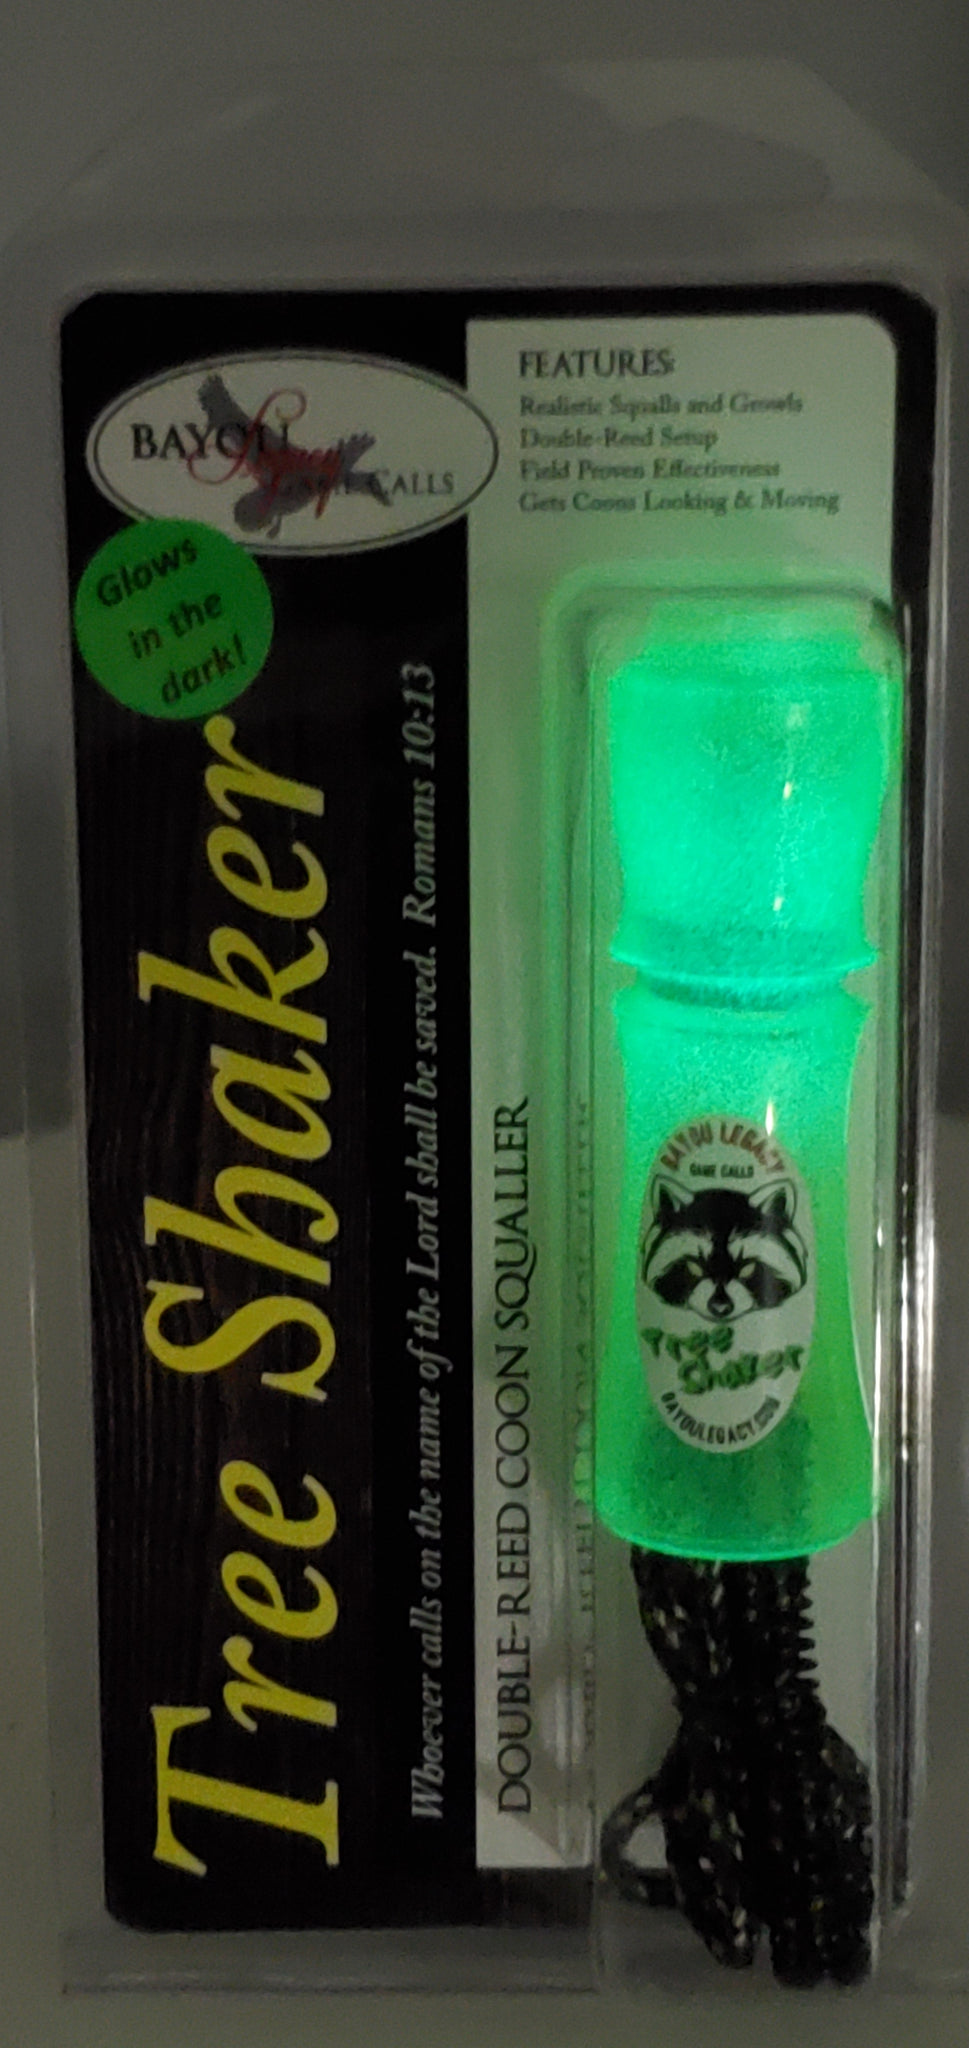 BAYOU
Legacy
GAME CALLS
FEATURES:
Realistic Squalls and Growls
Double-Reed Setup
Field Proven Effectiveness
Gets Coons Looking & Moving
Glows
in the
dark!
Tree Shaker
Whoever calls on the name of the Lord shall be saved. Romans 10:13
DOUBLE-REED COON SQUALLER
BAYOU LEGACY
GAME CALLS
Tree
Shaker
BAYOULEGACY.COM